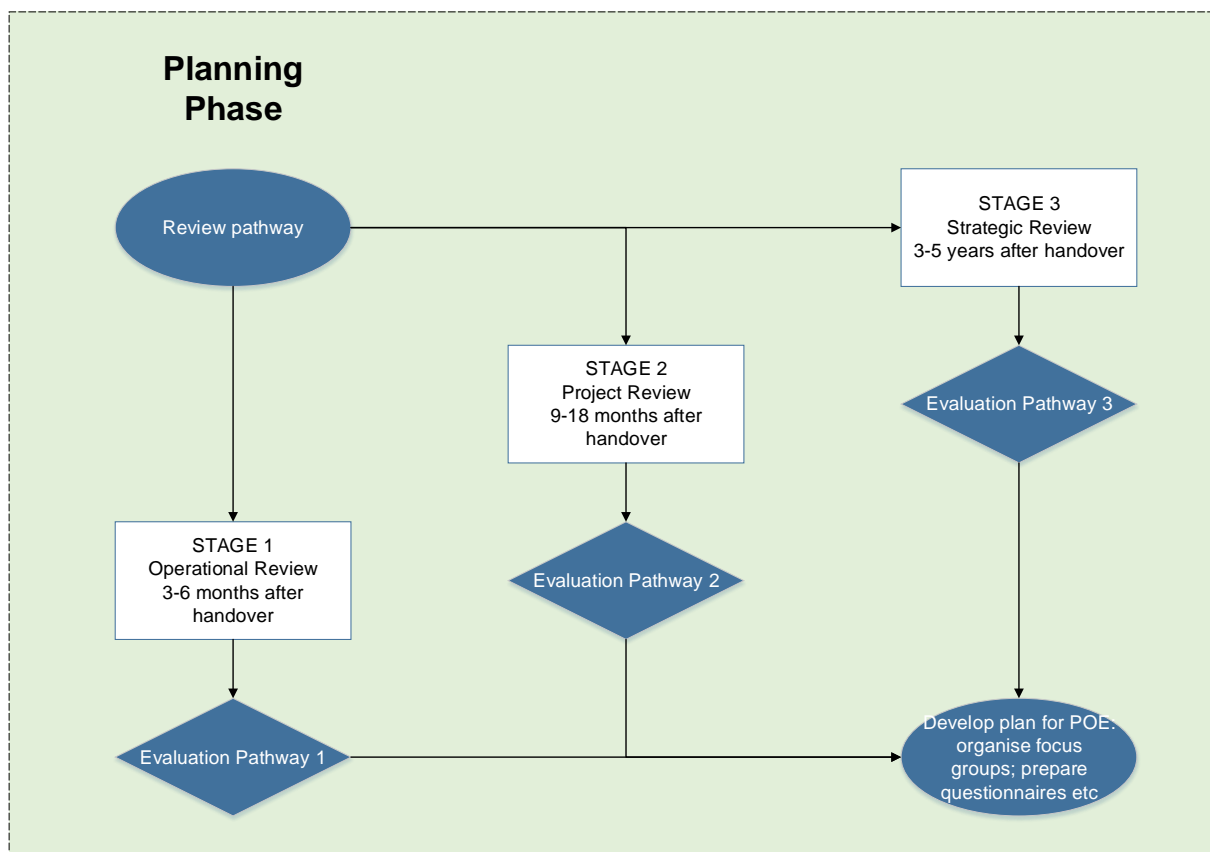 Planning
Phase
Review pathway
STAGE 3
Strategic Review
3-5 years after handover
STAGE 2
Project Review
9-18 months after
handover
Evaluation Pathway 3
STAGE 1
Operational Review
3-6 months after
handover
Evaluation Pathway 2
Evaluation Pathway 1
Develop plan for POE:
organise focus
groups; prepare
questionnaires etc